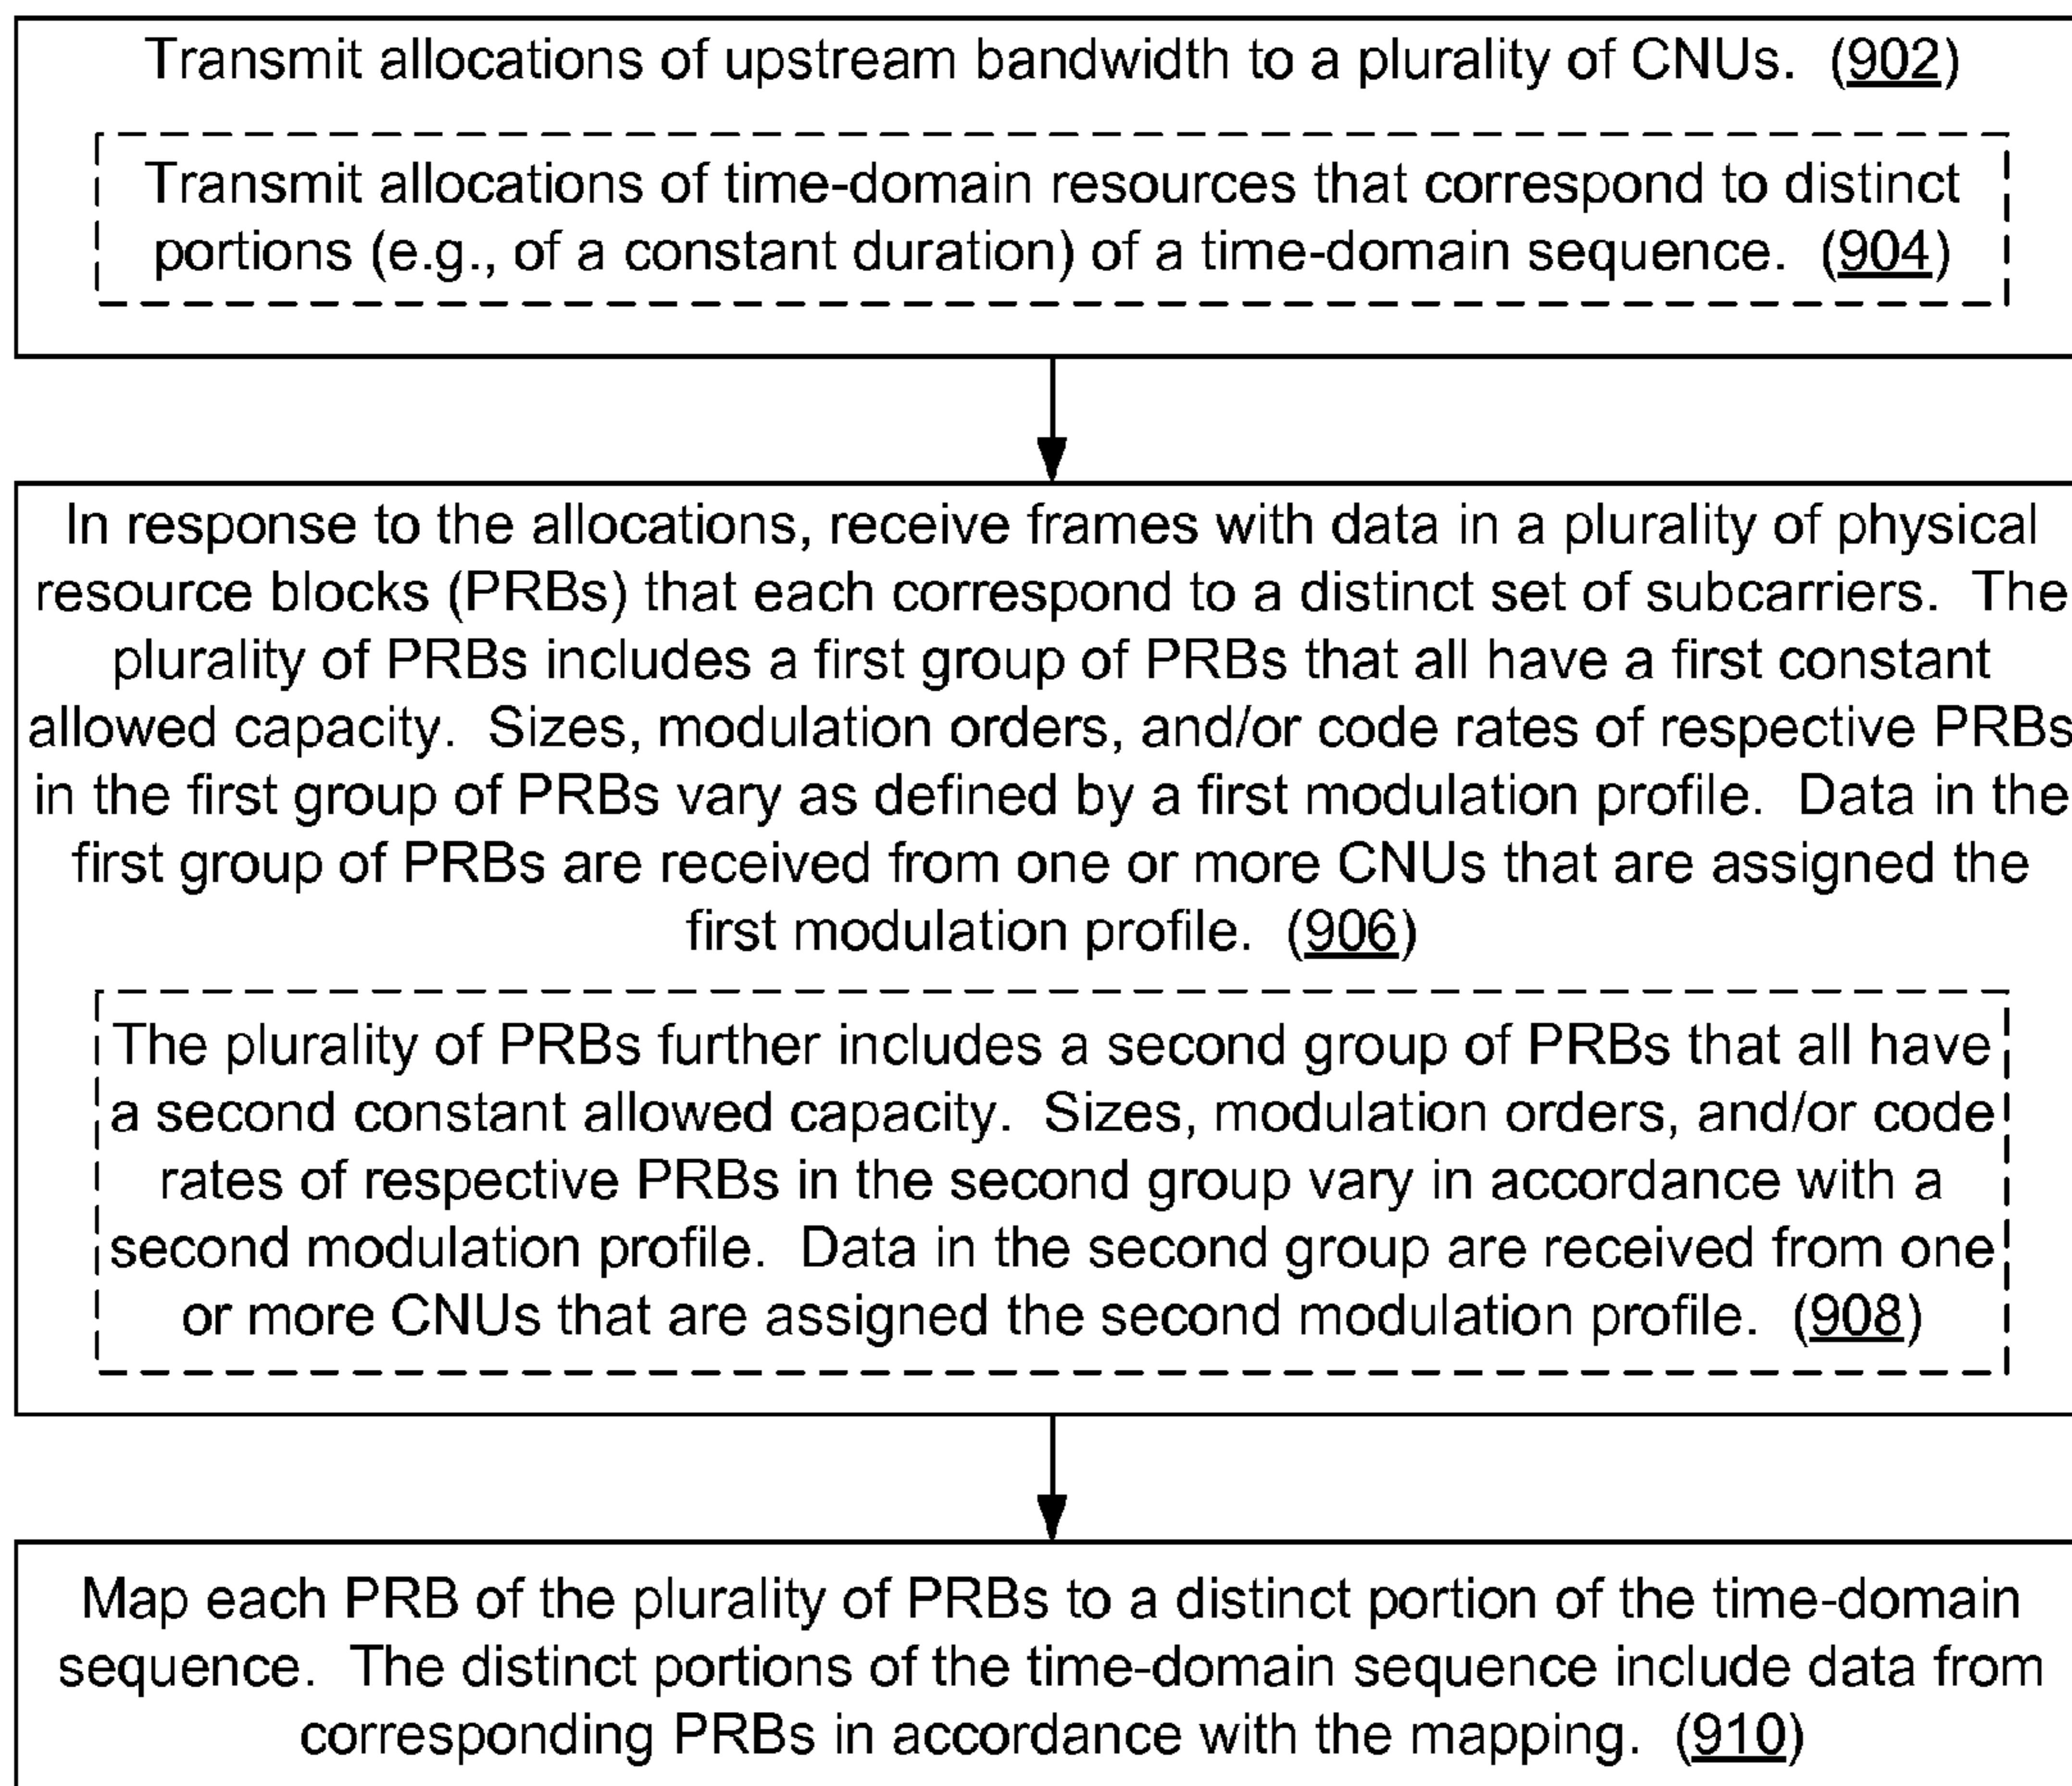 Transmit allocations of upstream bandwidth to a plurality of CNUs. (902)
Transmit allocations of time-domain resources that correspond to distinct
portions (e.g., of a constant duration) of a time-domain sequence. (904)
In response to the allocations, receive frames with data in a plurality of physical
resource blocks (PRBs) that each correspond to a distinct set of subcarriers. The
plurality of PRBs includes a first group of PRBs that all have a first constant
allowed capacity. Sizes, modulation orders, and/or code rates of respective PRBs
in the first group of PRBs vary as defined by a first modulation profile. Data in the
first group of PRBs are received from one or more CNUs that are assigned the
first modulation profile. (906)
The plurality of PRBs further includes a second group of PRBs that all have
a second constant allowed capacity. Sizes, modulation orders, and/or code
rates of respective PRBs in the second group vary in accordance with a
second modulation profile. Data in the second group are received from one
or more CNUs that are assigned the second modulation profile. (908)
Map each PRB of the plurality of PRBs to a distinct portion of the time-domain
sequence. The distinct portions of the time-domain sequence include data from
corresponding PRBs in accordance with the mapping. (910)